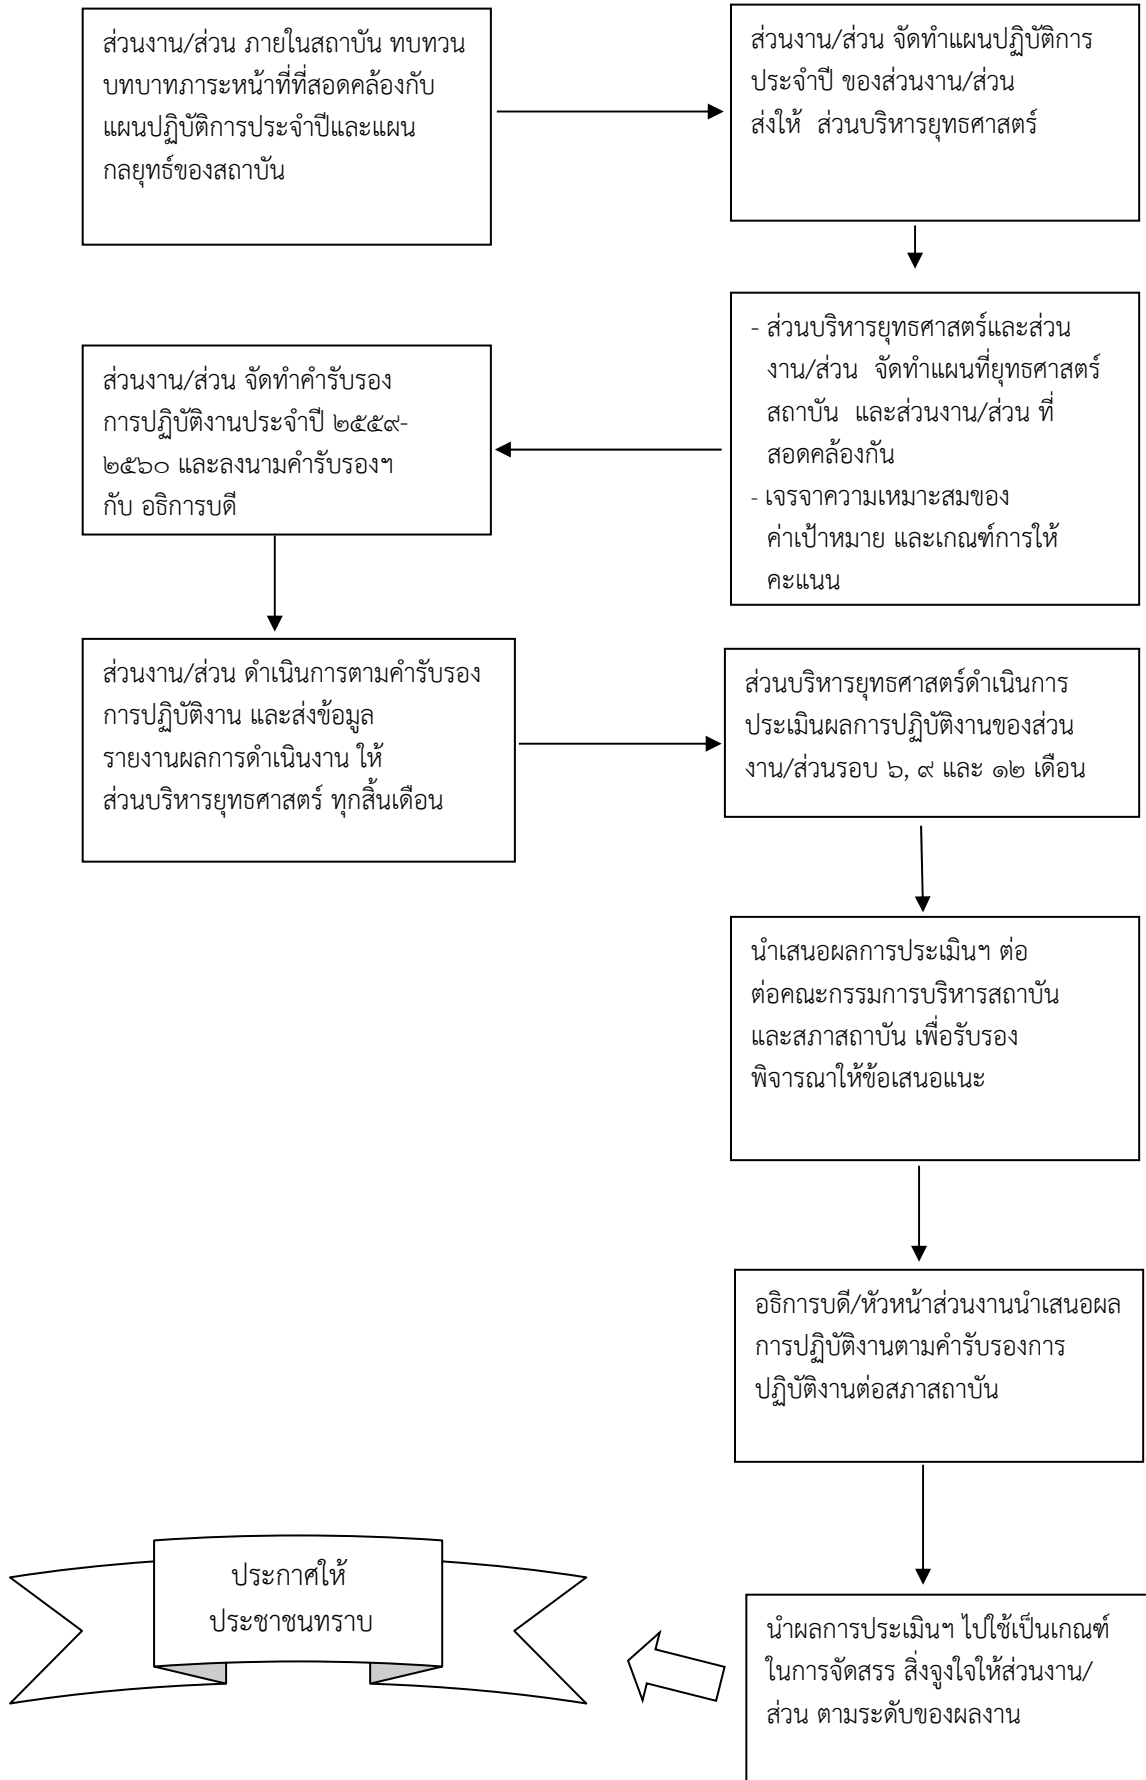 ส่วนงาน/ส่วน ภายในสถาบัน ทบทวน
บทบาทภาระหน้าที่ที่สอดคล้องกับ
แผนปฏิบัติการประจำปีและแผน
กลยุทธ์ของสถาบัน
ส่วนงาน/ส่วน จัดทำแผนปฏิบัติการ
ประจำปี ของส่วนงาน/ส่วน
ส่งให้ ส่วนบริหารยุทธศาสตร์
- ส่วนบริหารยุทธศาสตร์และส่วน
งาน/ส่วน จัดทำแผนที่ยุทธศาสตร์
สถาบัน และส่วนงาน/ส่วน ที่
สอดคล้องกัน
- เจรจาความเหมาะสมของ
ค่าเป้าหมาย และเกณฑ์การให้
คะแนน
ส่วนงาน/ส่วน จัดทำคำรับรอง
การปฏิบัติงานประจำปี ๒๕๕๙-
๒๕๖๐ และลงนามคำรับรองฯ
กับ อธิการบดี
ส่วนงาน/ส่วน ดำเนินการตามคำรับรอง
การปฏิบัติงาน และส่งข้อมูล
รายงานผลการดำเนินงาน ให้
ส่วนบริหารยุทธศาสตร์ ทุกสิ้นเดือน
ส่วนบริหารยุทธศาสตร์ดำเนินการ
ประเมินผลการปฏิบัติงานของส่วน
งาน/ส่วนรอบ ๖, ๙ และ ๑๒ เดือน
นำเสนอผลการประเมินฯ ต่อ
ต่อคณะกรรมการบริหารสถาบัน
และสภาสถาบัน เพื่อรับรอง
พิจารณาให้ข้อเสนอแนะ
อธิการบดี/หัวหน้าส่วนงานนำเสนอผล
การปฏิบัติงานตามคำรับรองการ
ปฏิบัติงานต่อสภาสถาบัน
นำผลการประเมินฯ ไปใช้เป็นเกณฑ์
ในการจัดสรร สิ่งจูงใจให้ส่วนงาน/
ส่วน ตามระดับของผลงาน
ประกาศให้
ประชาชนทราบ